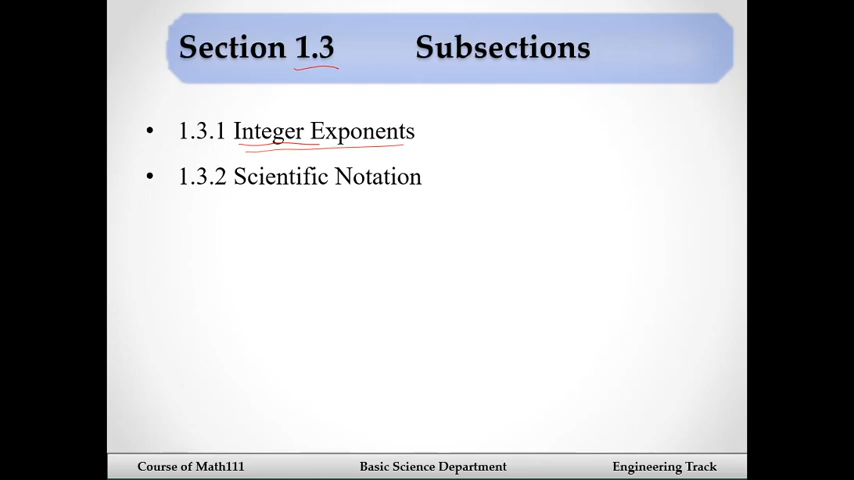 Section 1.3 Subsections
• 1.3.1 Integer Exponents
• 1.3.2 Scientific Notation
Course of Math111 Basic Science Department Engineering Track